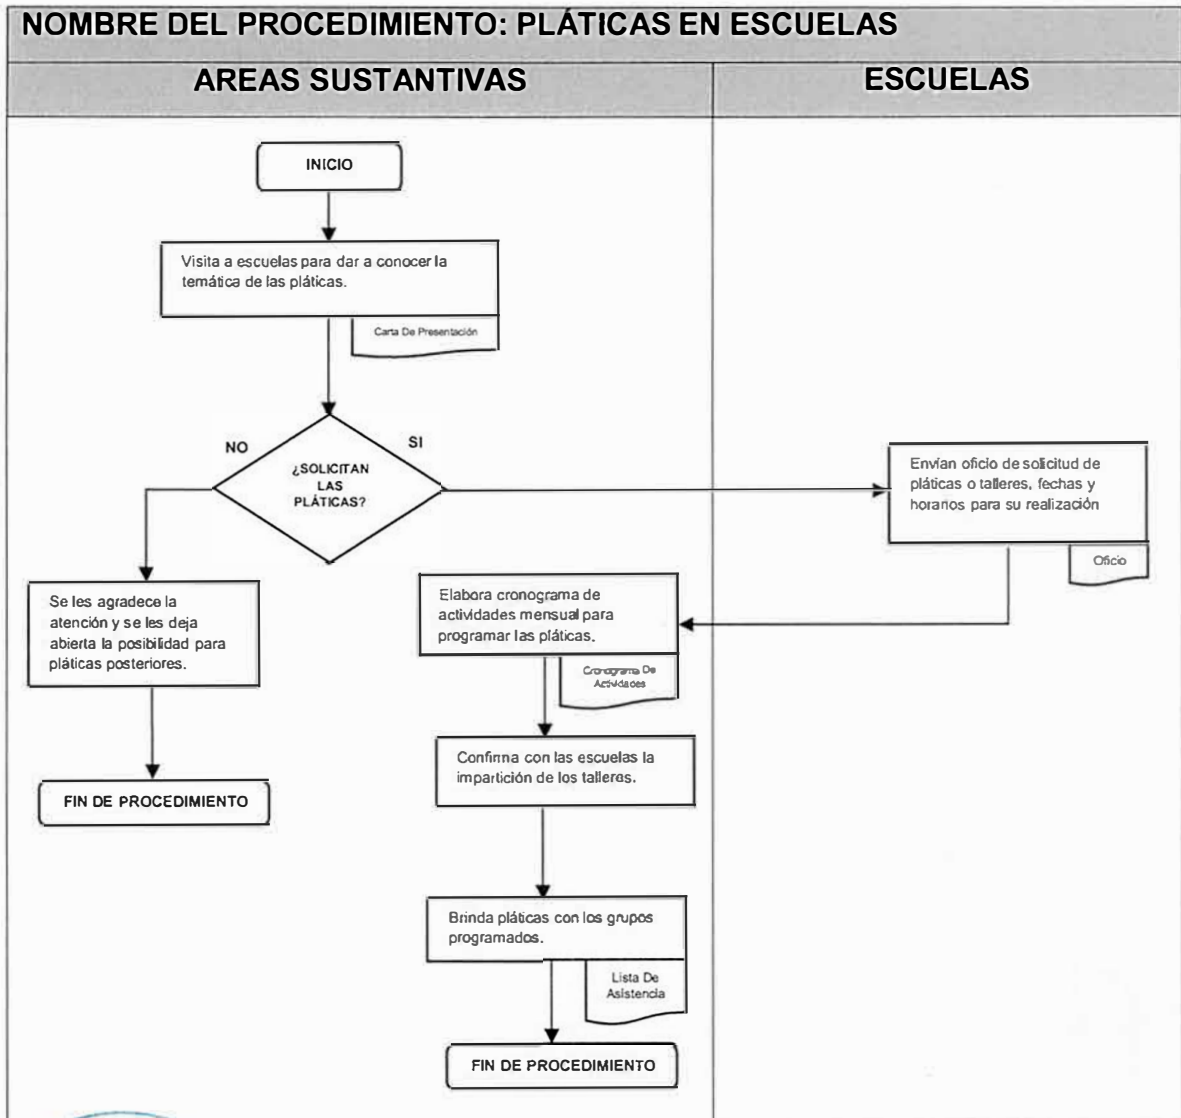 NOMBRE DEL PROCEDIMIENTO: PLÁTICAS EN ESCUELAS
AREAS SUSTANTIVAS
ESCUELAS
INICIO
Visita a escuelas para dar a conocer la
temática de las pláticas.
Carta De Presentación
NO
SI
¿SOLICITAN
LAS
PLÁTICAS?
Envían oficio de solicitud de
pláticas o talleres, fechas y
horarios para su realización
Oficio
Se les agradece la
atención y se les deja
abierta la posibilidad para
pláticas posteriores.
FIN DE PROCEDIMIENTO
Elabora cronograma de
actividades mensual para
programar las pláticas.
Cronograma De
Actividades
Confirma con las escuelas la
impartición de los talleres.
Brinda pláticas con los grupos
programados.
Lista De
Asistencia
FIN DE PROCEDIMIENTO